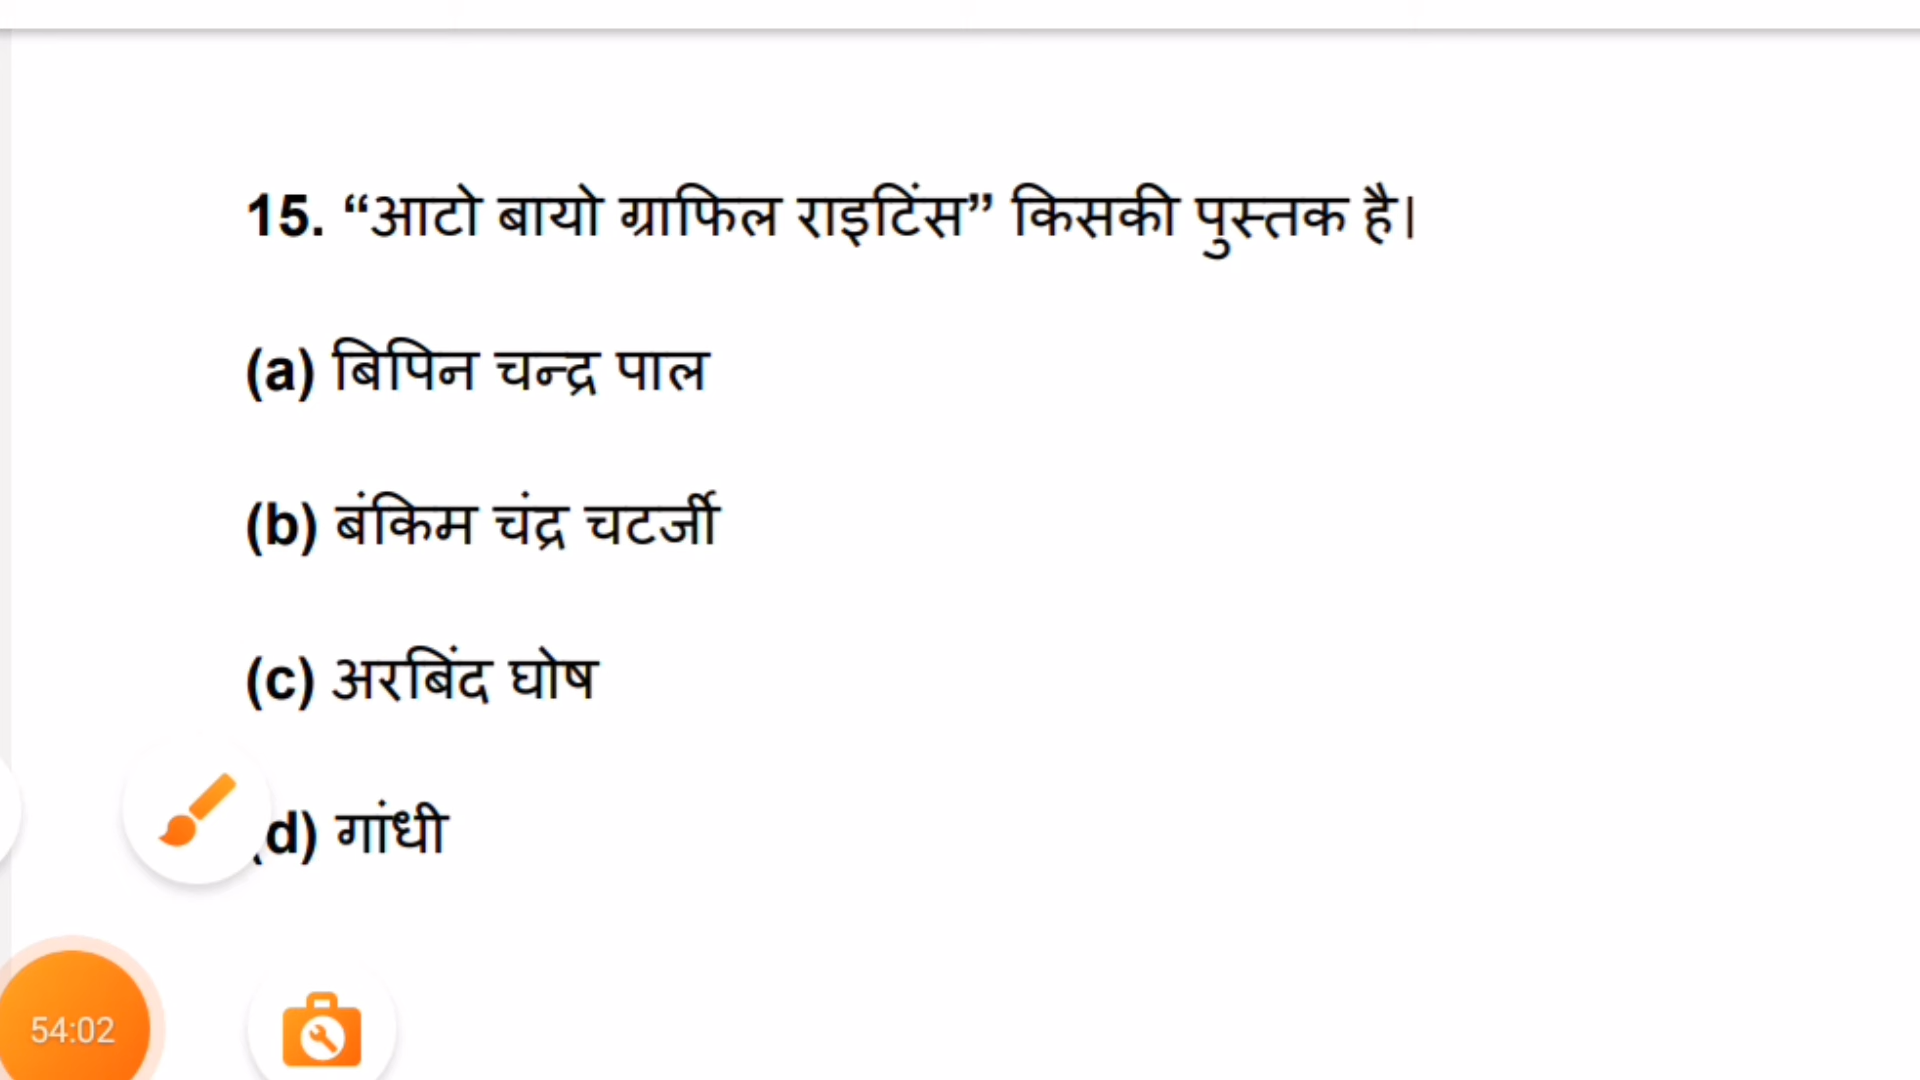 15. “आटो बायो ग्राफिल राइटिंस” किसकी पुस्तक है।
(a) बिपिन चन्द्र पाल
(b) बंकिम चंद्र चटर्जी
(c) अरबिंद घोष
(d) गांधी
54:02